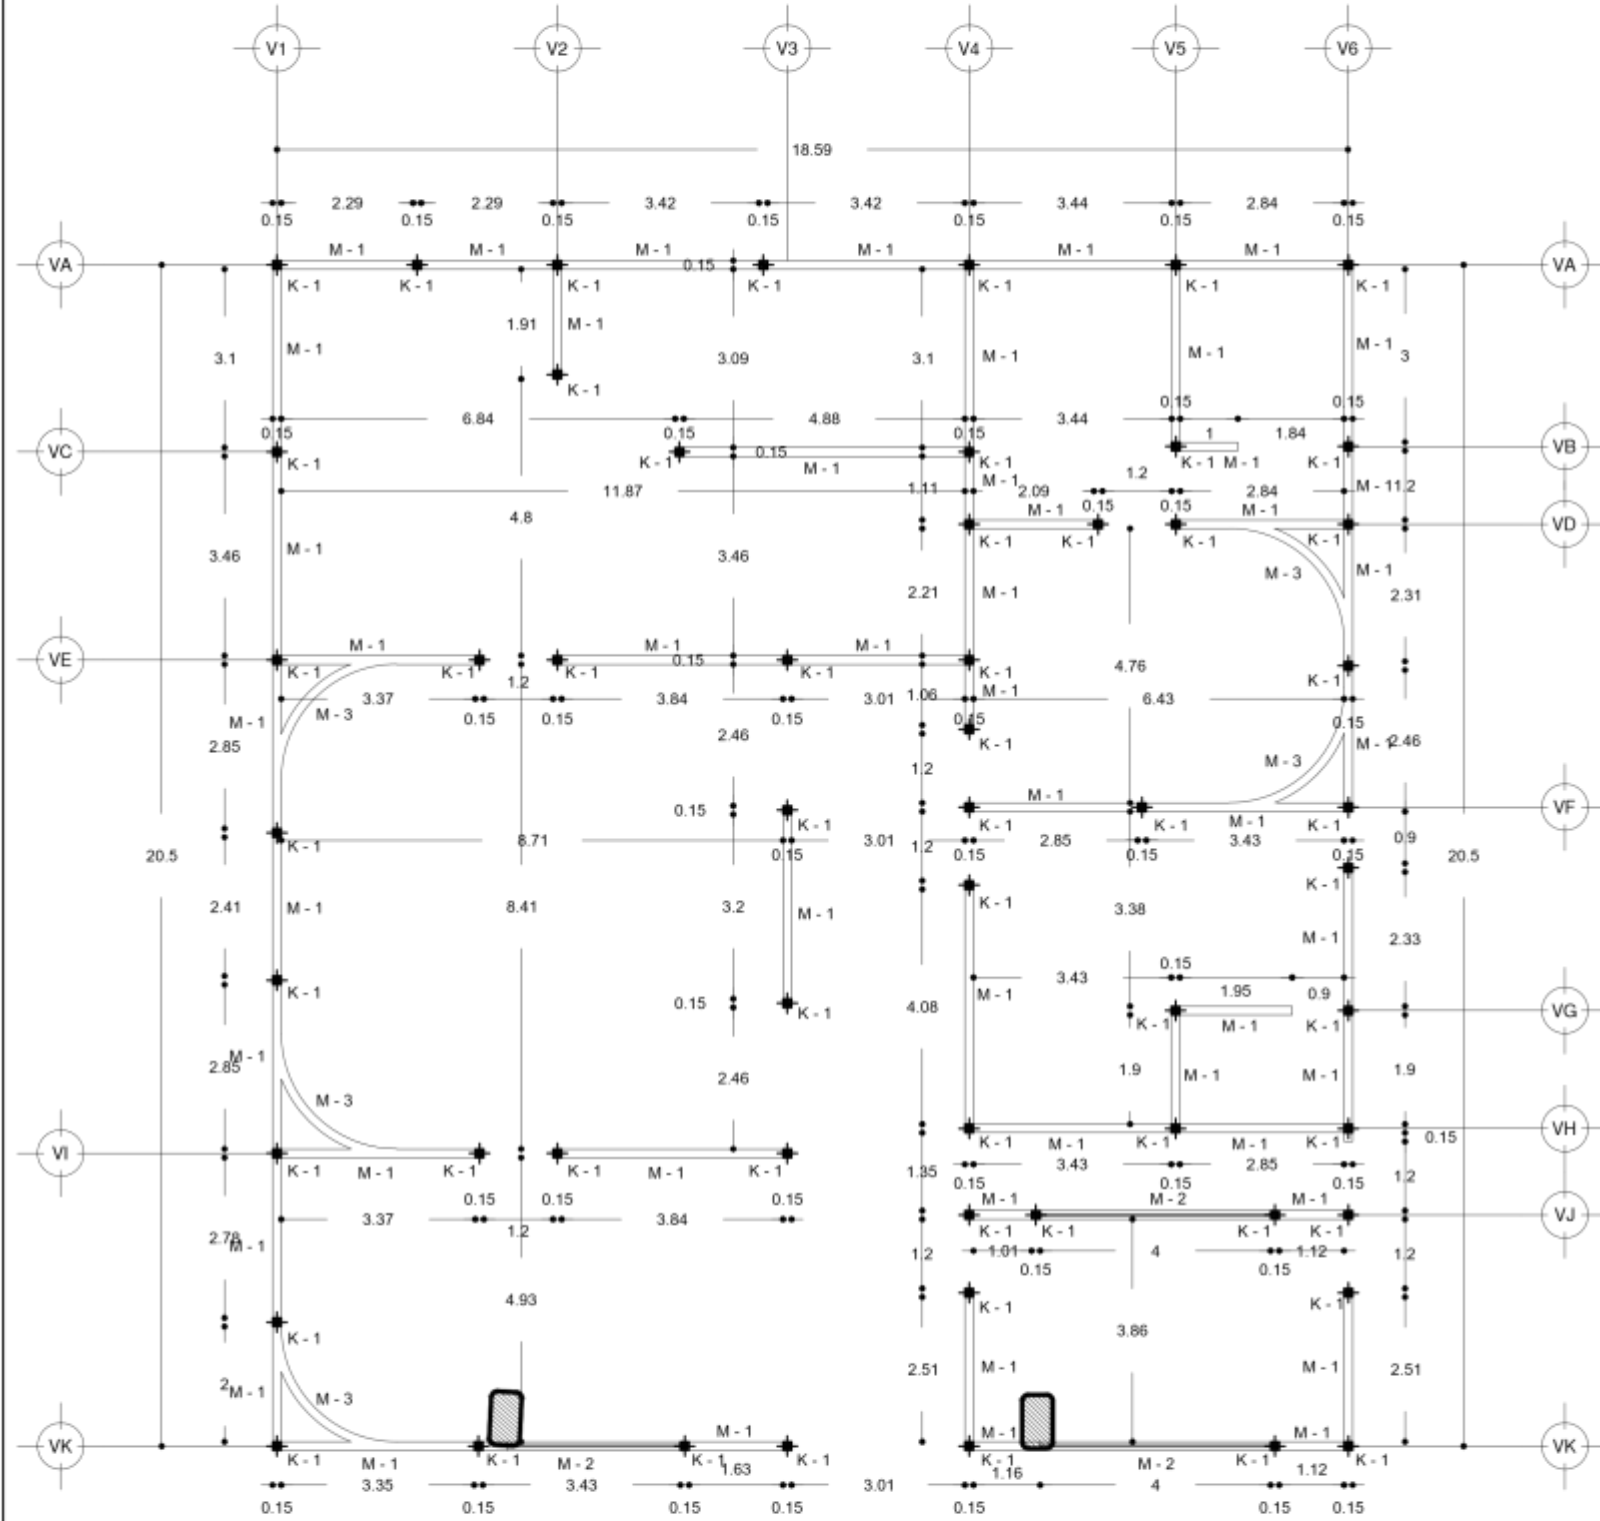 V1 V2 V3 V4 V5 V6
18.59
2.29 2.29 3.42 3.42 3.44 2.84
0.15 0.15 0.15 0.15 0.15 0.15 0.15
M - 1 M - 1 M - 1 M - 1 M - 1 M - 1
VA 0.15 VA
K - 1 K - 1 K - 1 K - 1 K - 1 K - 1 K - 1
1.91 M - 1
M - 1 M - 1 M - 1 M - 1
3.1 3.09 3.1 3
K - 1
0.15 0.15
6.84 4.88 3.44
0.15 0.15 0.15 1 1.84
VC 0.15 VB
K - 1 K - 1 M - 1 K - 1 K - 1 M - 1 K - 1
1.2
M - 1
11.87 1.11 2.09 2.84 M - 1 1.2
0.15 0.15
4.8 M - 1 M - 1
VD
K - 1 K - 1 K - 1 K - 1
3.46 M - 1 3.46
M - 3 M - 1
2.21 M - 1 2.31
M - 1 M - 1 M - 1
VE 0.15 4.76
K - 1 K - 1 K - 1 K - 1 K - 1 K - 1
1.2
3.37 3.84 3.01 1.06 M - 1 6.43
M - 1 M - 3 0.15 0.15 0.15 0.15 0.15
2.85 2.46 K - 1 M - 1 2.46
1.2 M - 3
M - 1
0.15 VF
K - 1 K - 1 M - 1 K - 1
K - 1 8.71 3.01 1.2 2.85 3.43 0.9
20.5 0.15 0.15 0.15 0.15 20.5
K - 1 K - 1
2.41 M - 1 8.41 3.2 M - 1 3.38
M - 1 2.33
3.43 0.15
K - 1 M - 1 1.95 0.9
0.15 4.08 VG
K - 1 K - 1 M - 1 K - 1
2.85 M - 1 2.46 1.9 M - 1 M - 1 1.9
M - 3
VI VH
K - 1 M - 1 K - 1 M - 1 K - 1 K - 1 M - 1 K - 1 M - 1 K - 1 0.15
1.35 3.43 2.85 1.2
0.15 0.15 0.15 0.15 0.15 0.15
M - 1 M - 2 M - 1
3.37 1.2 3.84 VJ
2.78 M - 1 K - 1 K - 1 K - 1 K - 1
1.2 1.01 4 1.12 1.2
0.15 0.15
4.93 K - 1 K - 1
K - 1 3.86
2 M - 1 M - 3 2.51 M - 1 M - 1 2.51
M - 1 M - 1 M - 1
VK VK
K - 1 M - 1 K - 1 M - 2 K - 1 1.63 K - 1 K - 1 1.16 M - 2 K - 1 1.12 K - 1
3.35 3.43 3.01 4
0.15 0.15 0.15 0.15 0.15 0.15 0.15